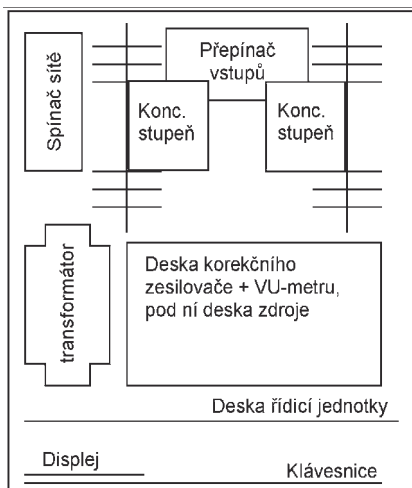 Spínač sítě
Přepínač
vstupů
Konc.
stupeň
Konc.
stupeň
transformátor
Deska korekčního
zesilovače + VU-metru,
pod ní deska zdroje
Deska řídicí jednotky
Displej
Klávesnice